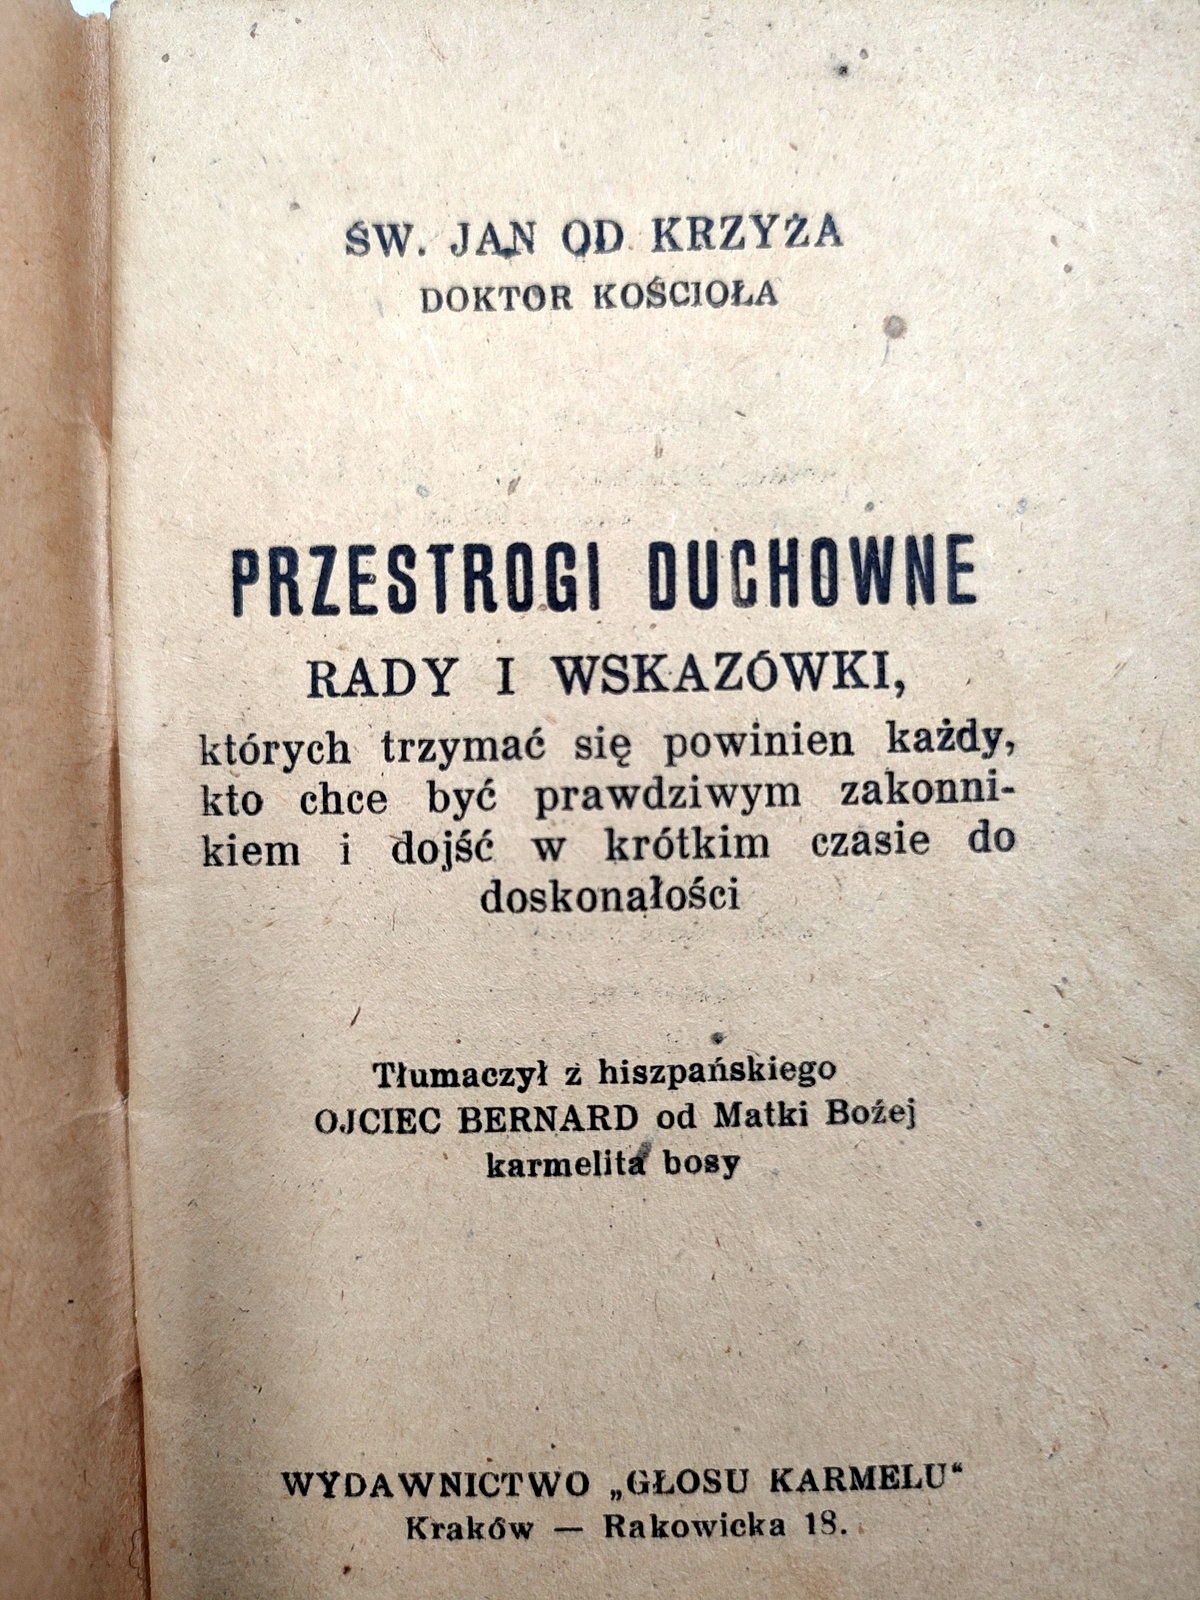 ŚW. JAN OD KRZYŻA
DOKTOR KOŚCIOŁA
PRZESTROGI DUCHOWNE
RADY I WSKAZÓWKI,
których trzymać się powinien każdy,
kto chce być prawdziwym zakonni-
kiem i dojść w krótkim czasie do
doskonałości
Tłumaczył z hiszpańskiego
OJCIEC BERNARD od Matki Bożej
karmelita bosy
WYDAWNICTWO „GŁOSU KARMELU“
Kraków — Rakowicka 18.